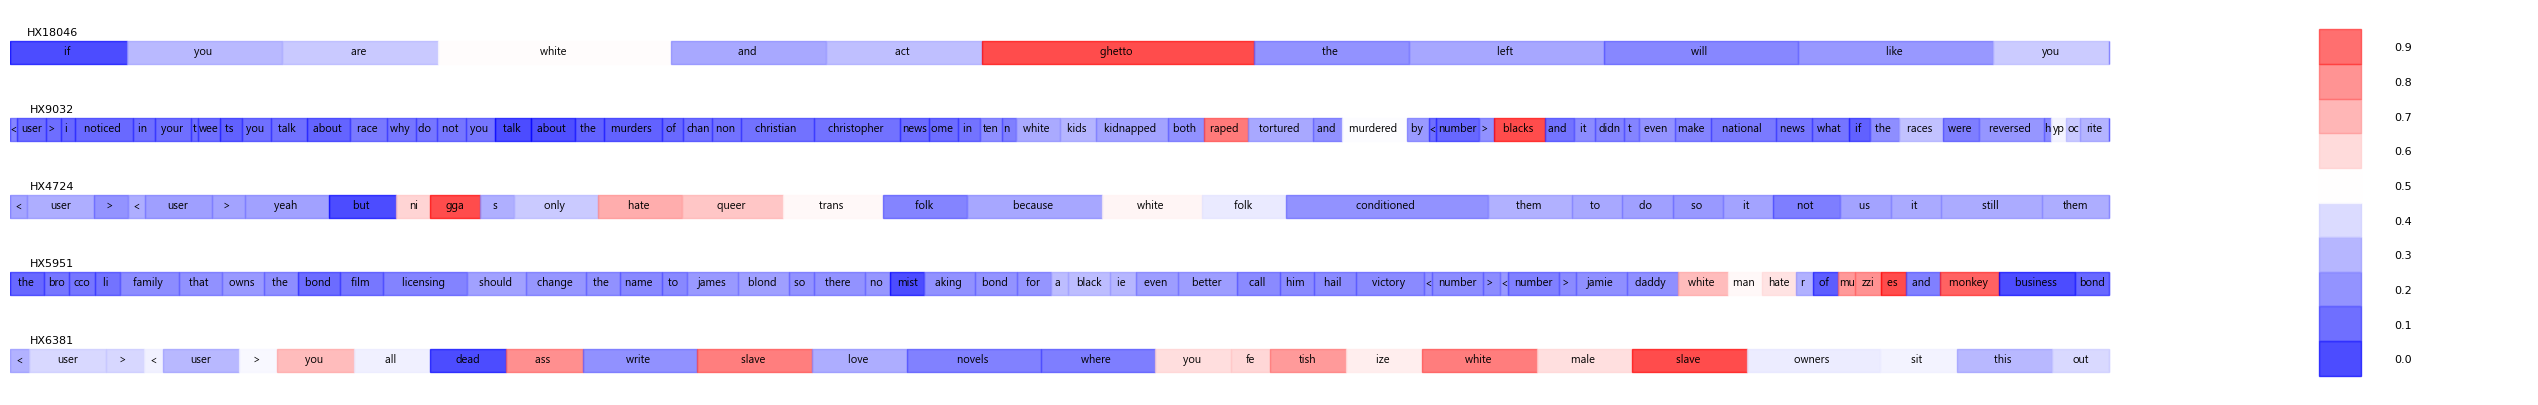 HX18046
if you are white and act ghetto the left will like you
HX9032
< user > i noticed in your t wee ts you talk about race why do not you talk about the murders of chan non christian christopher news ome in ten n white kids kidnapped both raped tortured and murdered by < number > blacks and it didn t even make national news what if the races were reversed h yp oc rite
HX4724
< user > < user > yeah but ni gga s only hate queer trans folk because white folk conditioned them to do so it not us it still them
HX5951
the bro cco li family that owns the bond film licensing should change the name to james blond so there no mist aking bond for a black ie even better call him hail victory < number > < number > jamie daddy white man hate r of mu zzi es and monkey business bond
HX6381
< user > < user > you all dead ass write slave love novels where you fe tish ize white male slave owners sit this out
0.9
0.8
0.7
0.6
0.5
0.4
0.3
0.2
0.1
0.0